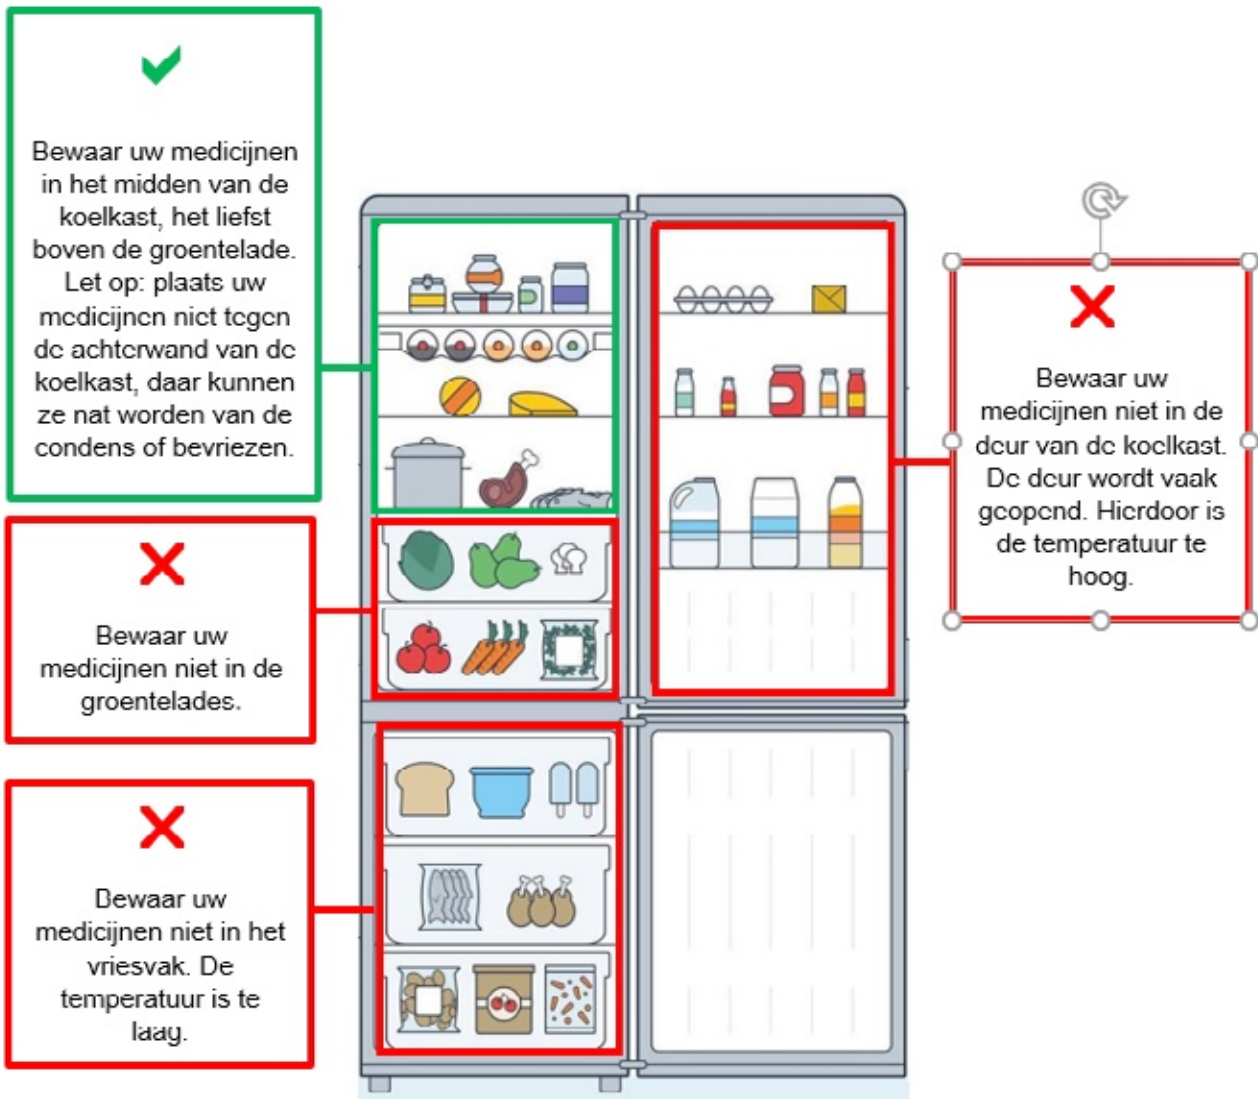 Bewaar uw medicijnen
in het midden van de
koelkast, het liefst
boven de groentelade.
Let op: plaats uw
medicijnen niet tegen
de achterwand van de
koelkast, daar kunnen
ze nat worden van de
condens of bevriezen.
Bewaar uw
medicijnen niet in de
groentelades.
Bewaar uw
medicijnen niet in het
vriesvak. De
temperatuur is te
laag.
Bewaar uw
medicijnen niet in de
deur van de koelkast.
De deur wordt vaak
geopend. Hierdoor is
de temperatuur te
hoog.